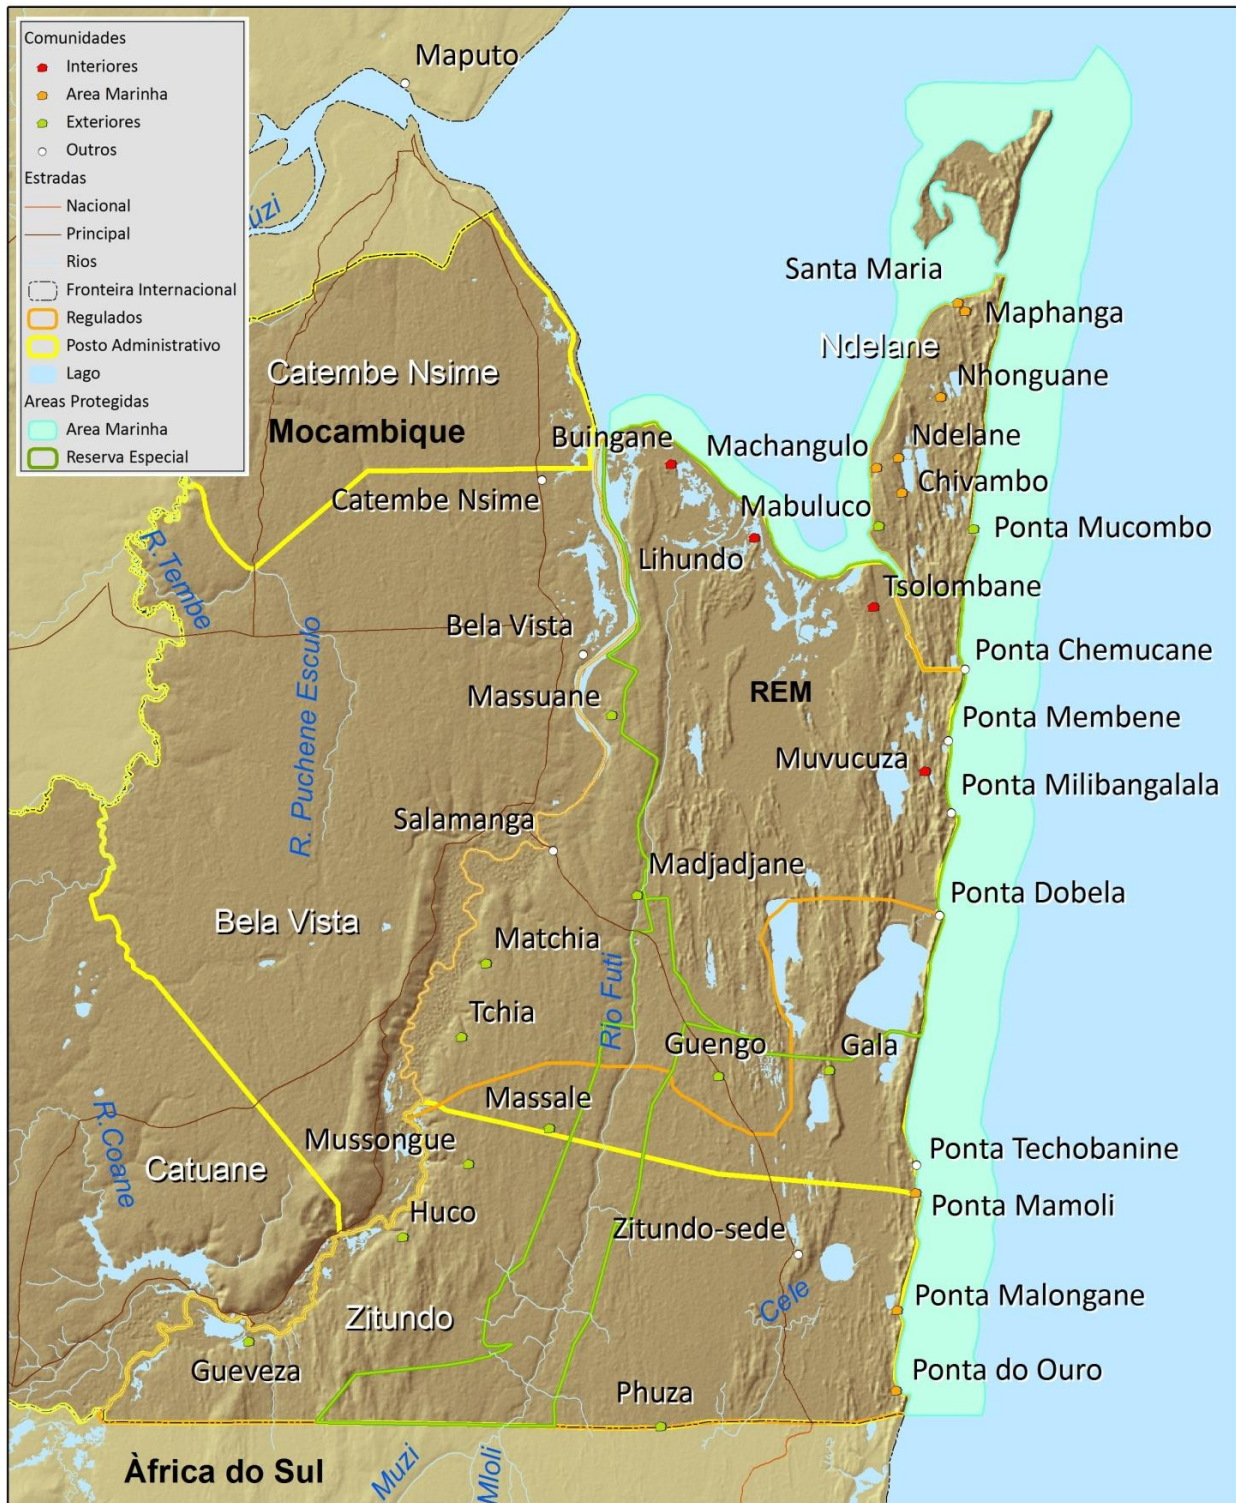 Comunidades
Interiores
Area Marinha
Exteriores
Outros
Estradas
Nacional
Principal
Rios
Fronteira Internacional
Regulados
Posto Administrativo
Lago
Areas Protegidas
Area Marinha
Reserva Especial
Maputo
Santa Maria
Maphanga
Ndelane
Catembe Nsime
Nhonguane
Mocambique
Buingane
Machangulo
Ndelane
Chivambo
Catembe Nsime
Mabuluco
Ponta Mucombo
Lihundo
R. Tembe
Tsolombane
Bela Vista
Ponta Chemucane
R. Puchene Esculo
Massuane
REM
Ponta Membene
Muvucuza
Ponta Milibangalala
Salamanga
Madjadjane
Ponta Dobela
Bela Vista
Matchia
Rio Futi
Tchia
Guengo
Gala
Massale
R. Coane
Mussongue
Ponta Techobanine
Catuane
Ponta Mamoli
Huco
Zitundo-sede
Cele
Ponta Malongane
Zitundo
Gueveza
Phuza
Ponta do Ouro
Àfrica do Sul
Muzi
Mloli